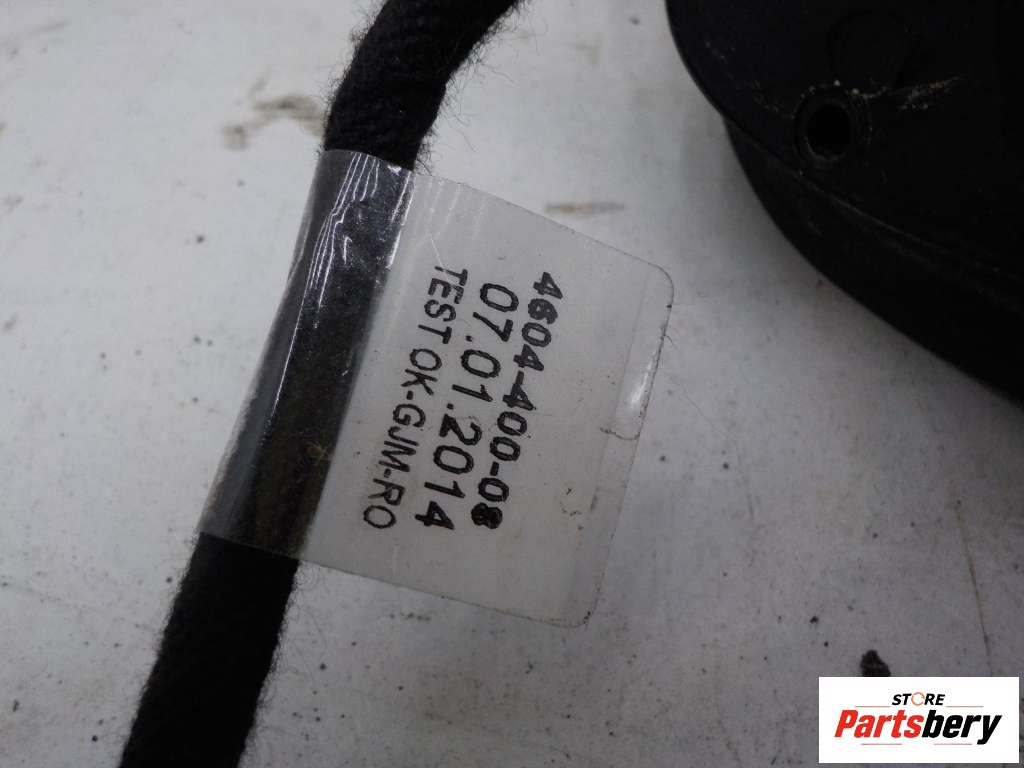 4604-400-08
07.01.2014
TEST OK-GJM-RO
STORE
Partsbery